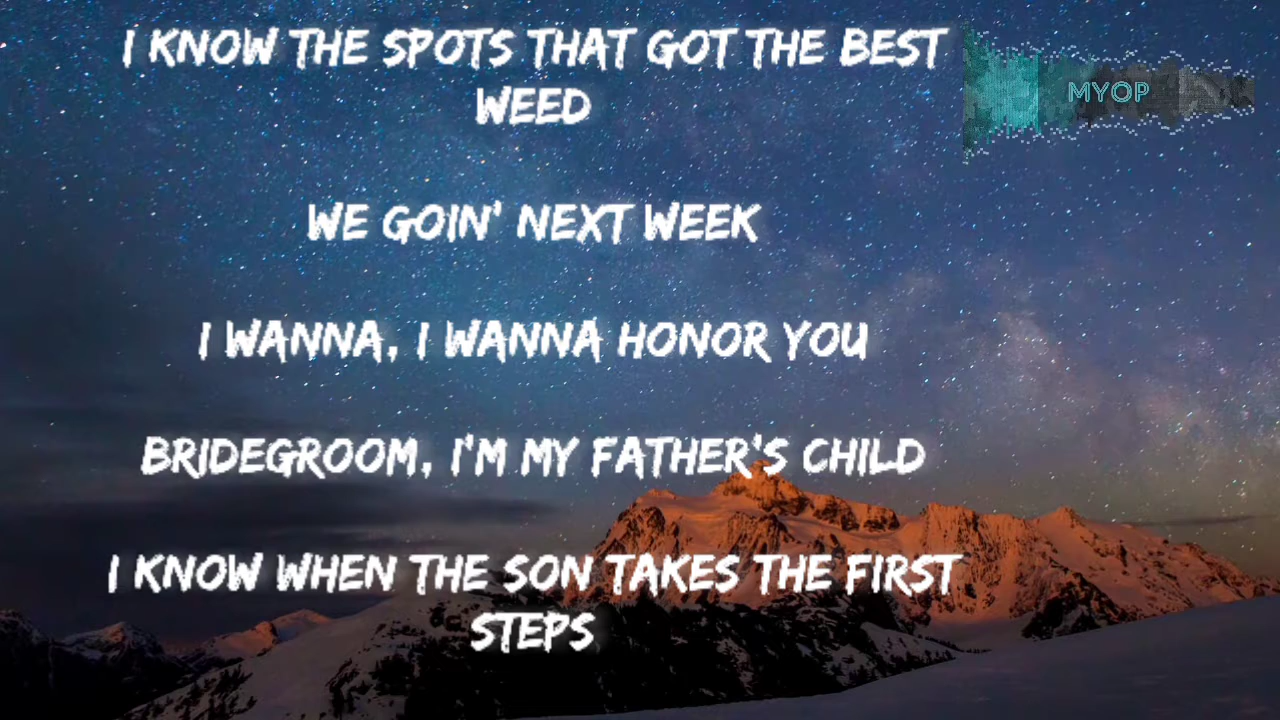 I KNOW THE SPOTS THAT GOT THE BEST
WEED
MYOP
WE GOIN' NEXT WEEK
I WANNA, I WANNA HONOR YOU
BRIDEGROOM, I'M MY FATHER'S CHILD
I KNOW WHEN THE SON TAKES THE FIRST
STEPS